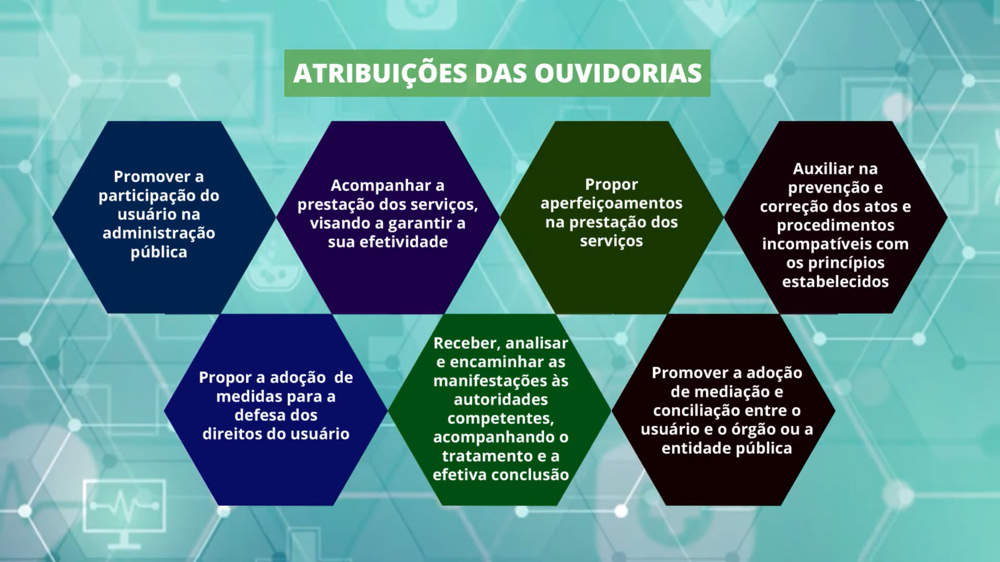 ATRIBUIÇÕES DAS OUVIDORIAS
Promover a
participação do
usuário na
administração
pública
Acompanhar a
prestação dos serviços,
visando a garantir a
sua efetividade
Propor
aperfeiçoamentos
na prestação dos
serviços
Auxiliar na
prevenção e
correção dos atos e
procedimentos
incompatíveis com
os princípios
estabelecidos
Propor a adoção  de
medidas para a
defesa dos
direitos do usuário
Receber, analisar
e encaminhar as
manifestações às
autoridades
competentes,
acompanhando o
tratamento e a
efetiva conclusão
Promover a adoção
de mediação e
conciliação entre o
usuário e o órgão ou a
entidade pública